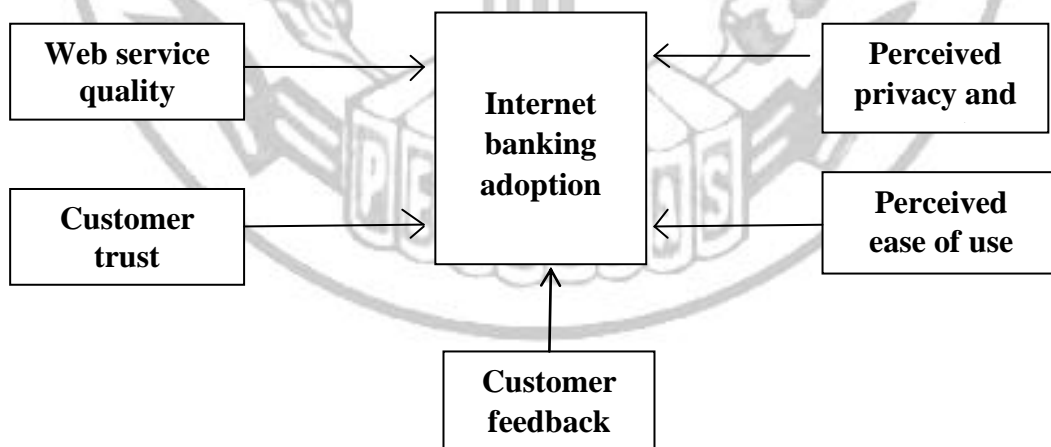 Web service
quality
Internet
banking
adoption
Perceived
privacy and
Customer
trust
Perceived
ease of use
Customer
feedback